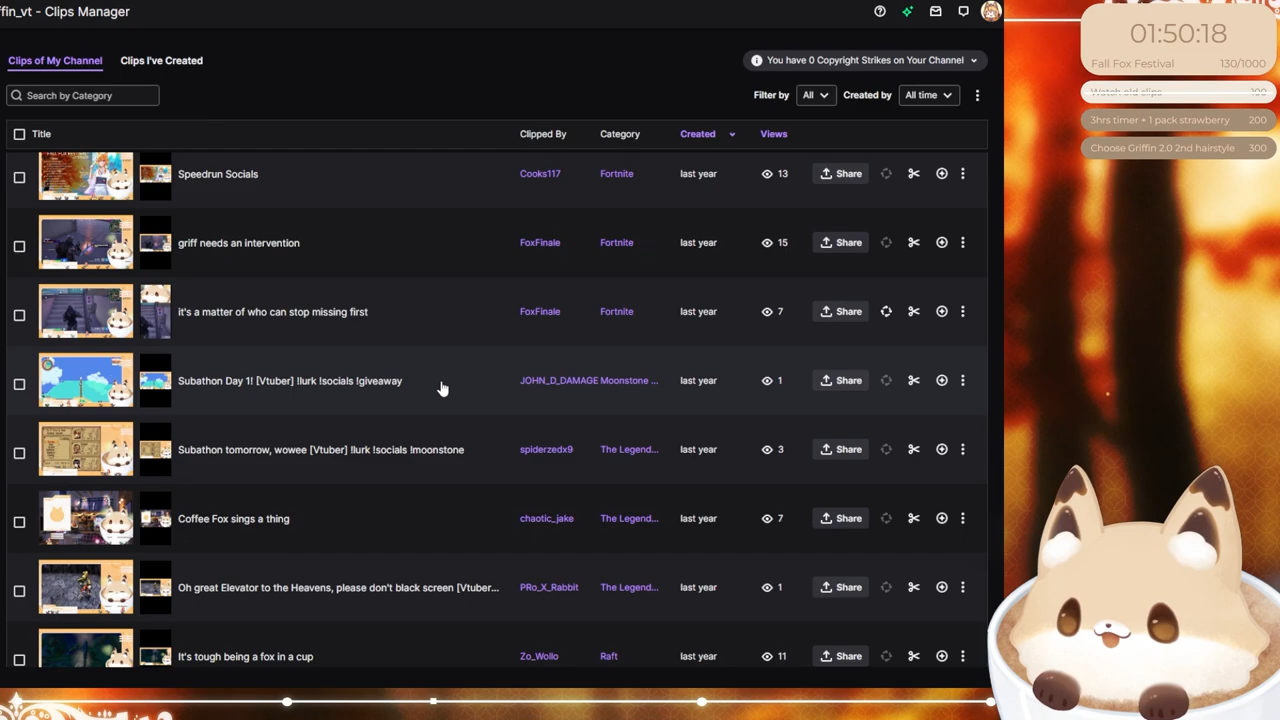 ffin_vt - Clips Manager
Clips of My Channel
Clips I've Created
You have 0 Copyright Strikes on Your Channel
Search by Category
Filter by All Created by All time
Title Clipped By Category Created Views
Speedrun Socials Cooks117 Fortnite last year 13 Share
griff needs an intervention FoxFinale Fortnite last year 15 Share
it's a matter of who can stop missing first FoxFinale Fortnite last year 7 Share
Subathon Day 1! [Vtuber] !lurk !socials !giveaway JOHN_D_DAMAGE Moonstone ... last year 1 Share
Subathon tomorrow, wowee [Vtuber] !lurk !socials !moonstone spiderzedx9 The Legend... last year 3 Share
Coffee Fox sings a thing chaotic_jake The Legend... last year 7 Share
Oh great Elevator to the Heavens, please don't black screen [Vtuber... PRo_X_Rabbit The Legend... last year 1 Share
It's tough being a fox in a cup Zo_Wollo Raft last year 11 Share
01:50:18
Fall Fox Festival 130/1000
Watch old clips 100
3hrs timer + 1 pack strawberry 200
Choose Griffin 2.0 2nd hairstyle 300